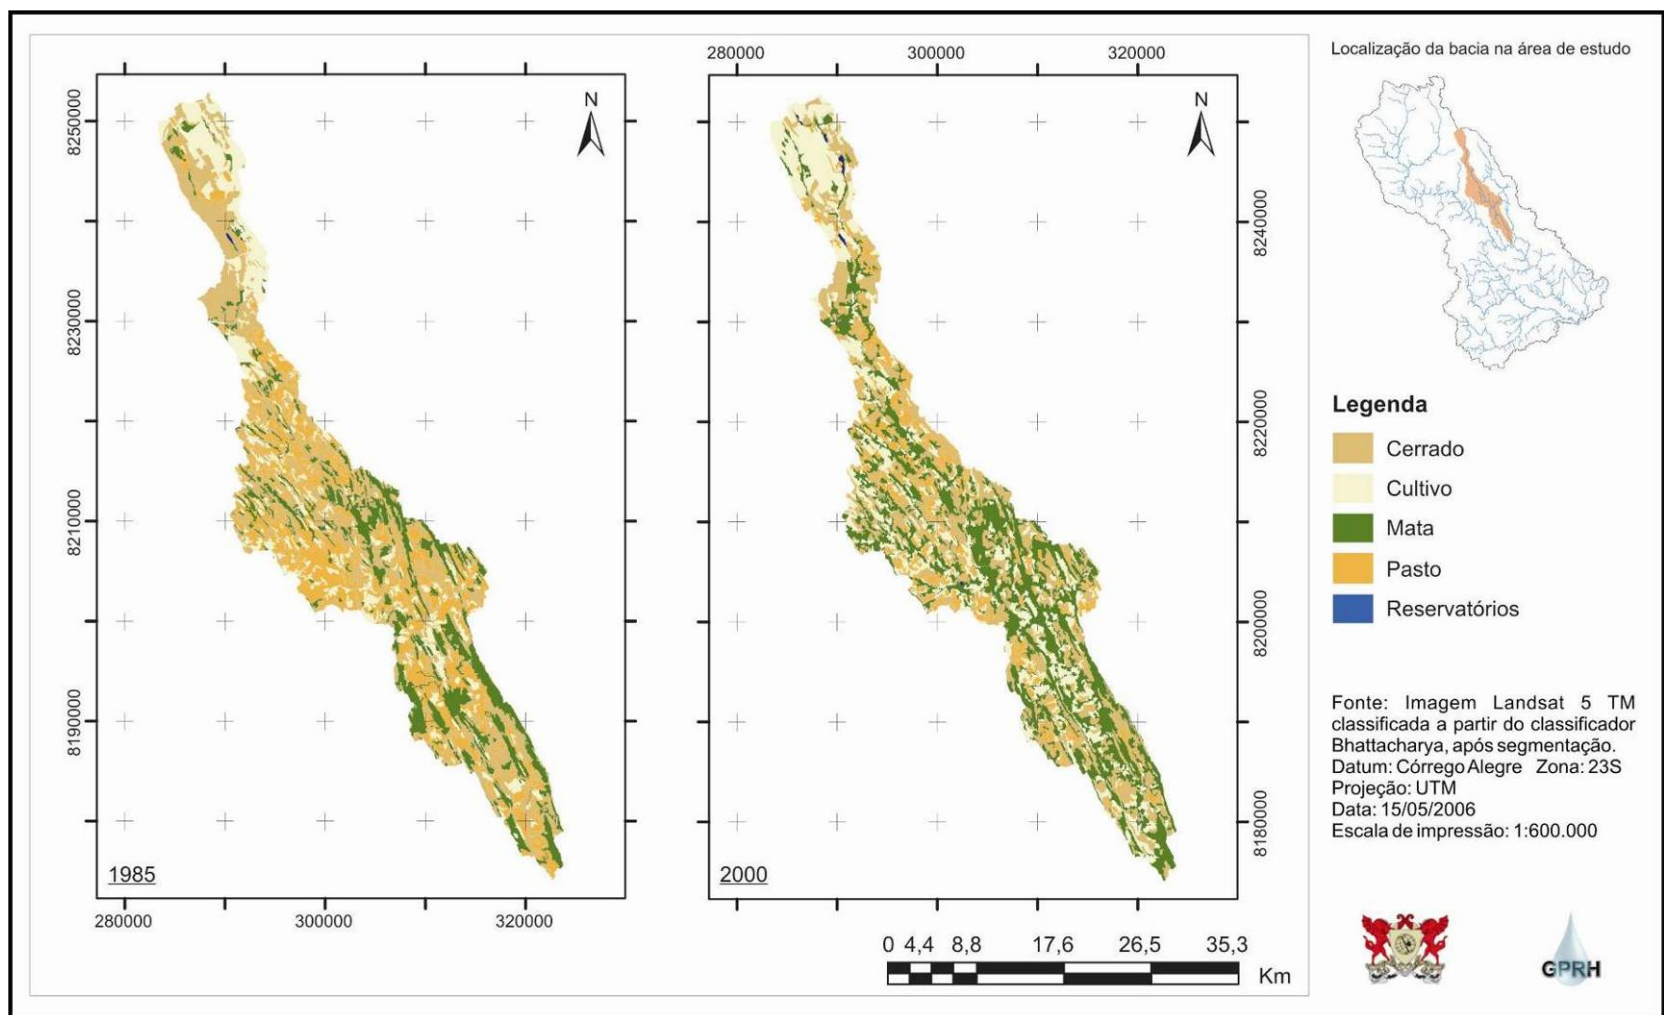 280000 300000 320000
N
8250000
8230000
8210000
8190000
1985
280000 300000 320000
N
8240000
8220000
8200000
8180000
2000
0 4,4 8,8 17,6 26,5 35,3
Km
Localização da bacia na área de estudo
Legenda
Cerrado
Cultivo
Mata
Pasto
Reservatórios
Fonte: Imagem Landsat 5 TM
classificada a partir do classificador
Bhattacharya, após segmentação.
Datum: Córrego Alegre Zona: 23S
Projeção: UTM
Data: 15/05/2006
Escala de impressão: 1:600.000
GPRH